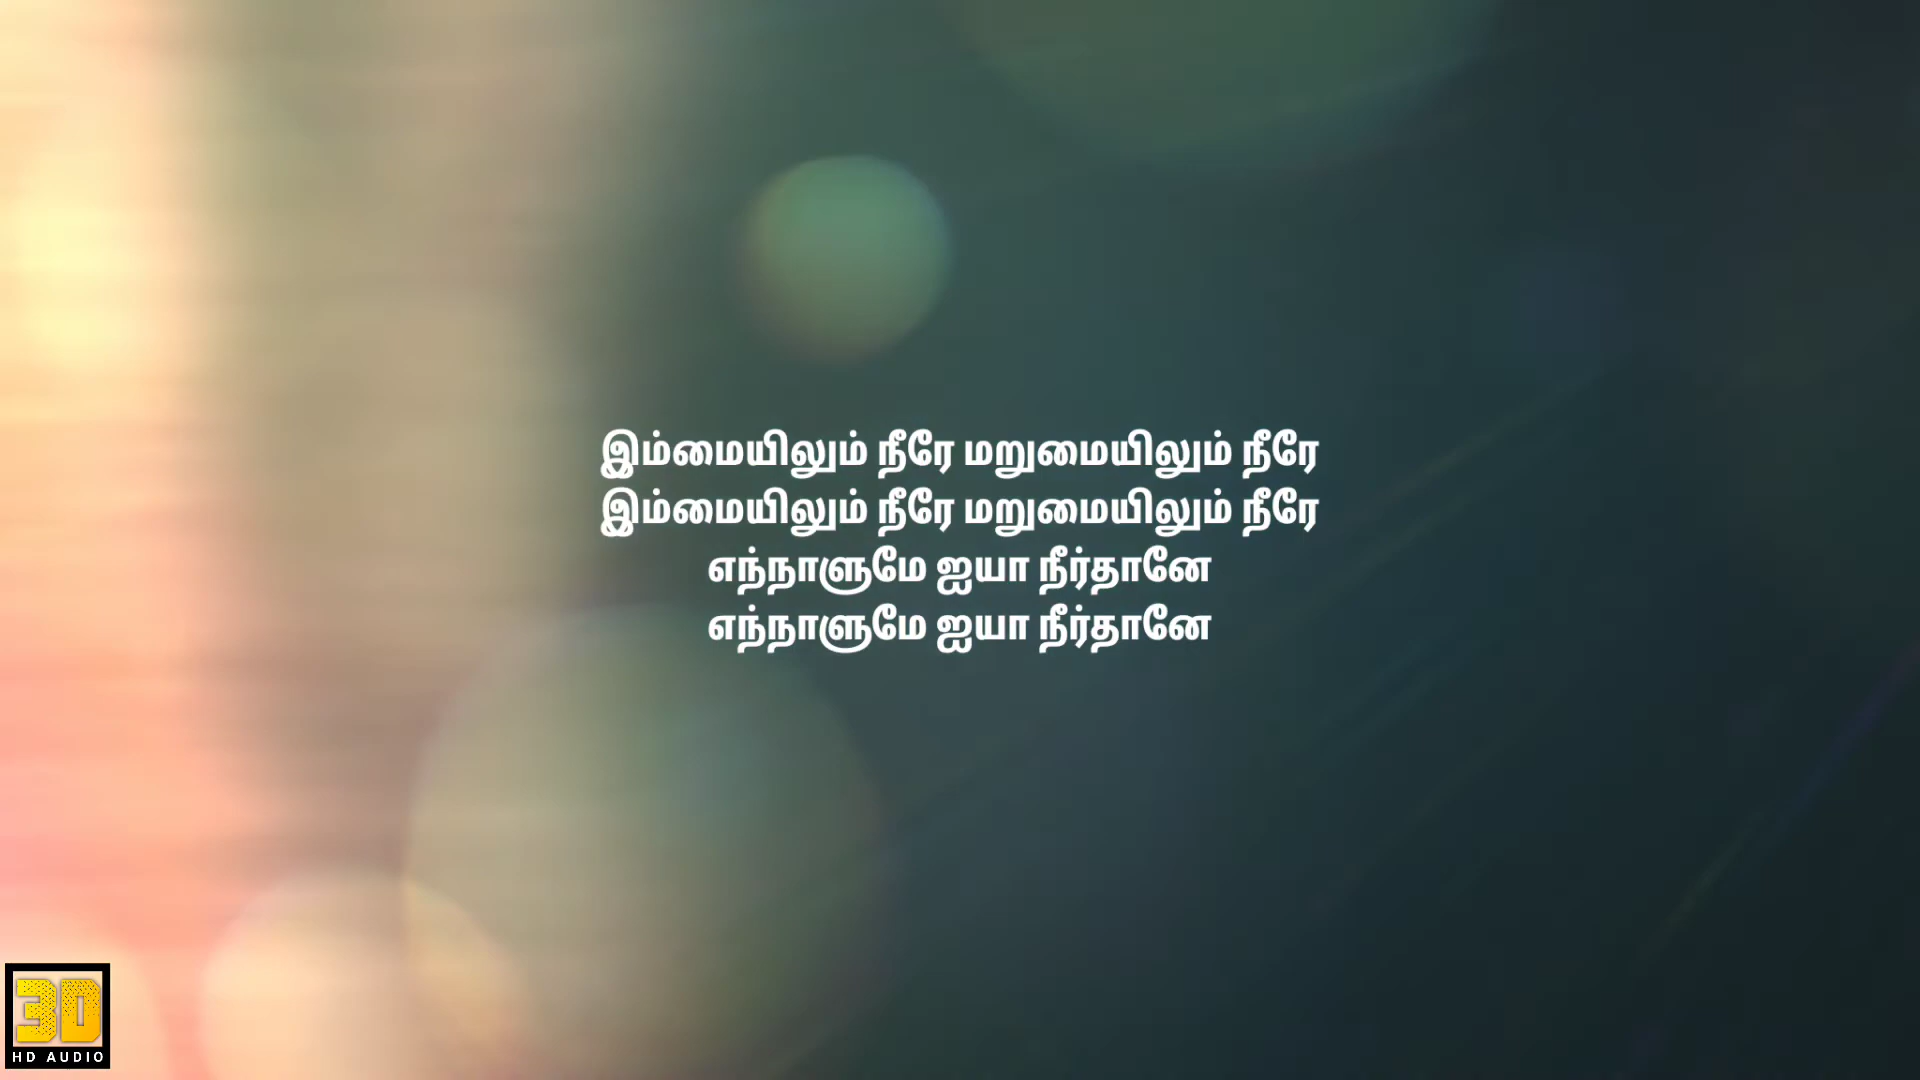 இம்மையிலும் நீரே மறுமையிலும் நீரே
இம்மையிலும் நீரே மறுமையிலும் நீரே
எந்நாளுமே ஐயா நீர்தானே
எந்நாளுமே ஐயா நீர்தானே
3D
HD AUDIO